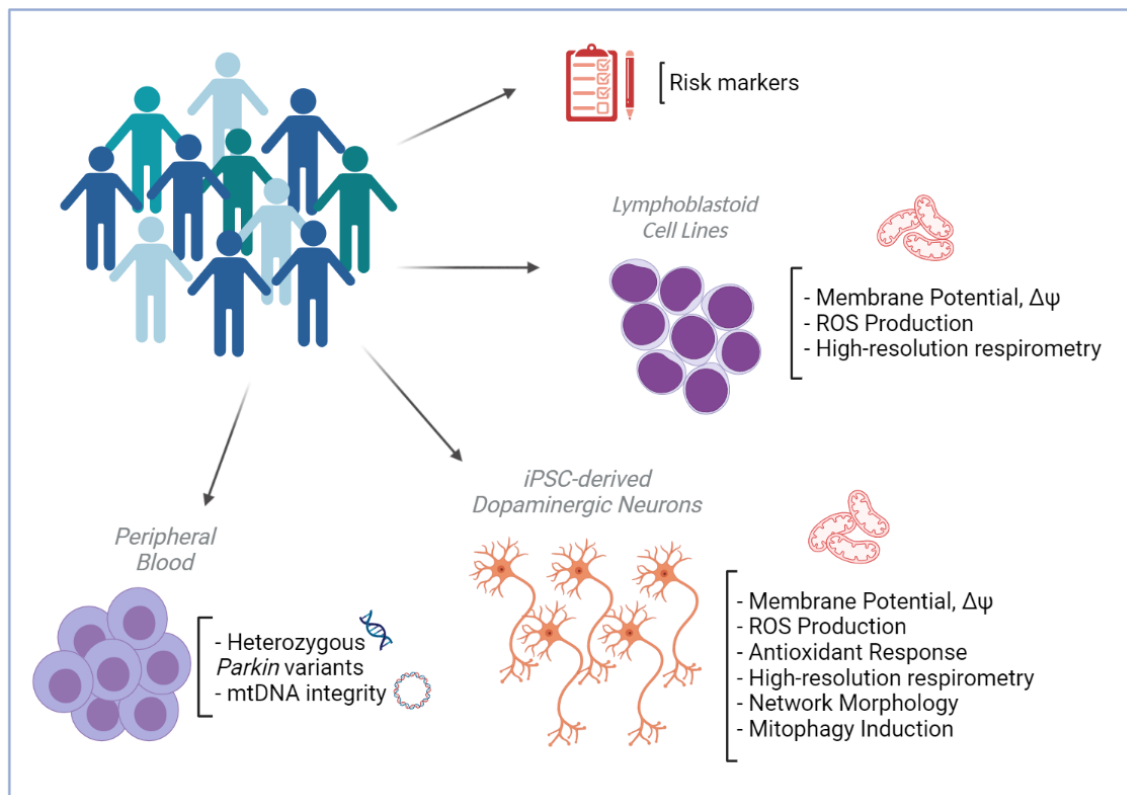 Risk markers
Lymphoblastoid
Cell Lines
- Membrane Potential, Δψ
- ROS Production
- High-resolution respirometry
iPSC-derived
Dopaminergic Neurons
- Membrane Potential, Δψ
- ROS Production
- Antioxidant Response
- High-resolution respirometry
- Network Morphology
- Mitophagy Induction
Peripheral
Blood
- Heterozygous
Parkin variants
- mtDNA integrity